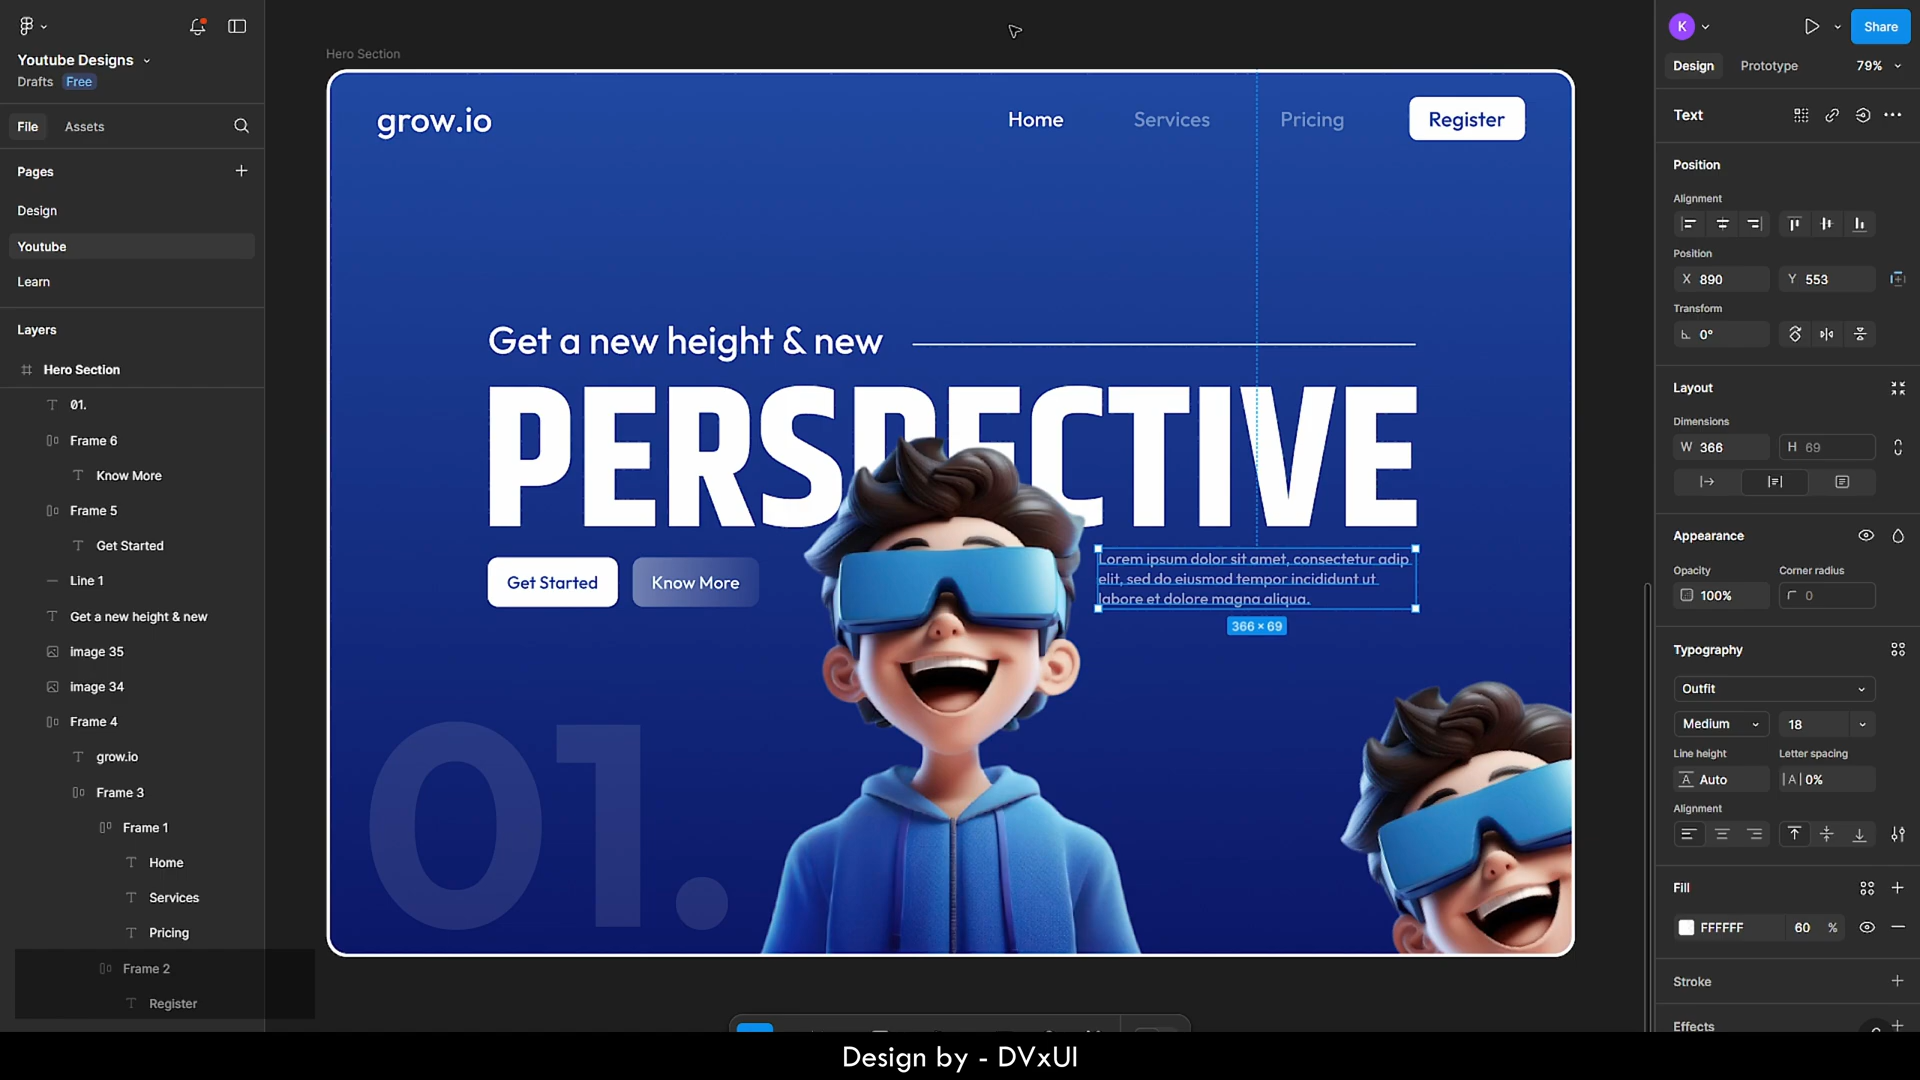 Youtube Designs
Drafts Free
File Assets
Pages
Design
Youtube
Learn
Layers
Hero Section
01.
Frame 6
Know More
Frame 5
Get Started
Line 1
Get a new height & new
image 35
image 34
Frame 4
grow.io
Frame 3
Frame 1
Home
Services
Pricing
Frame 2
Register
Hero Section
grow.io
Home Services Pricing Register
Get a new height & new
PERSPECTIVE
Get Started Know More
Lorem ipsum dolor sit amet, consectetur adip
elit, sed do eiusmod tempor incididunt ut
labore et dolore magna aliqua.
366 × 69
01.
K Share
Design Prototype 79%
Text
Position
Alignment
Position
X 890 Y 553
Transform
0°
Layout
Dimensions
W 366 H 69
Appearance
Opacity Corner radius
100% 0
Typography
Outfit
Medium 18
Line height Letter spacing
A Auto |A| 0%
Alignment
Fill
FFFFFF 60 %
Stroke
Effects
Design by - DVxUI